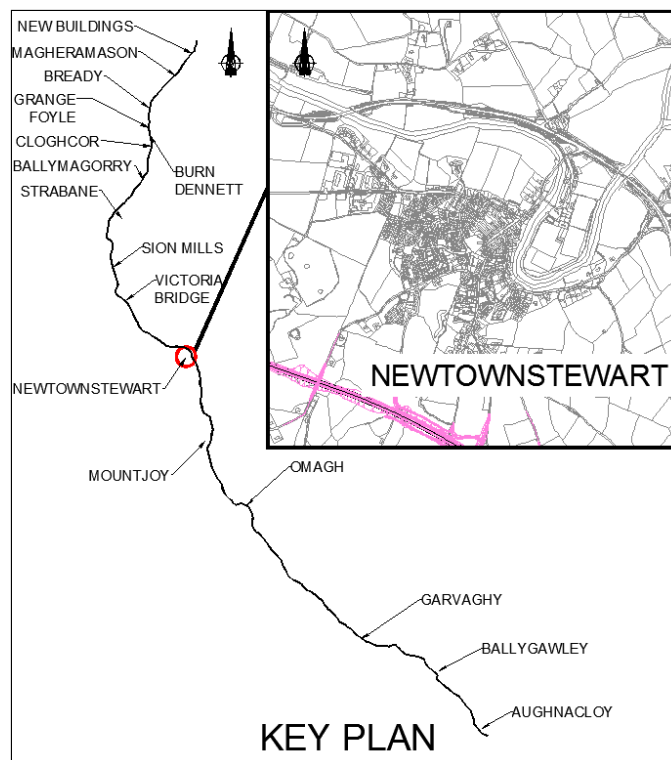 NEW BUILDINGS
MAGHERAMASON
BREADY
GRANGE
FOYLE
CLOGHCOR
BURN
DENNETT
BALLYMAGORRY
STRABANE
SION MILLS
VICTORIA
BRIDGE
NEWTOWNSTEWART
NEWTOWNSTEWART
MOUNTJOY
OMAGH
GARVAGHY
BALLYGAWLEY
AUGHNACLOY
KEY PLAN